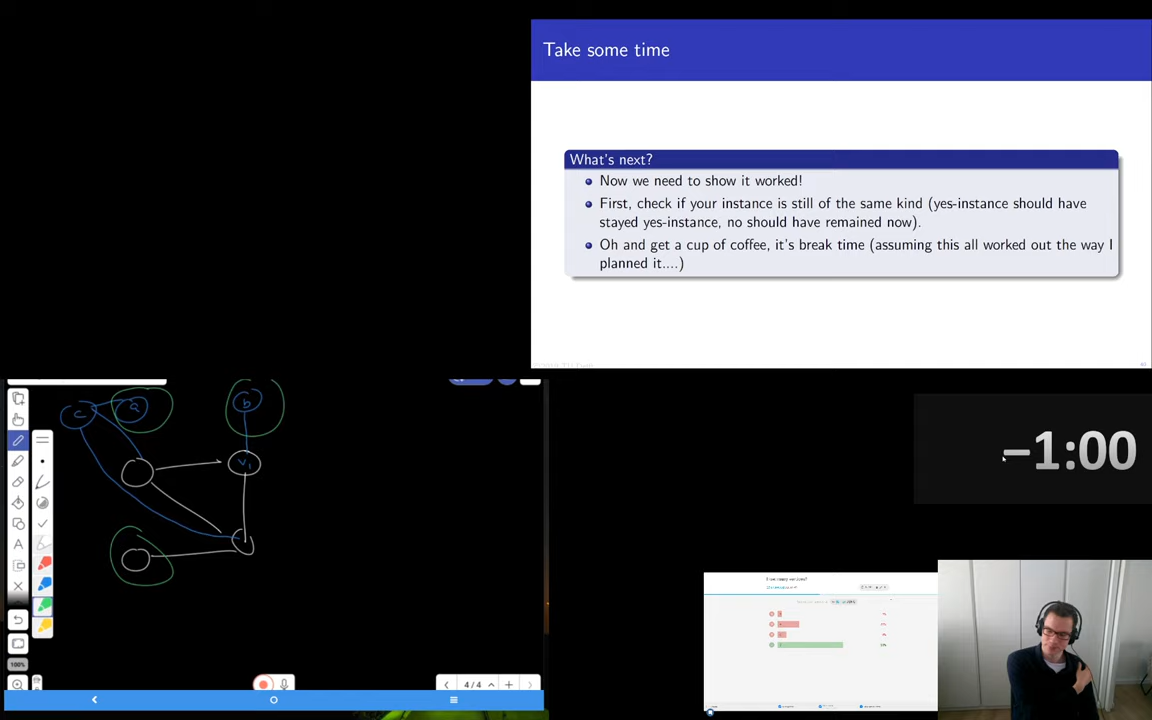 Take some time
What's next?
Now we need to show it worked!
First, check if your instance is still of the same kind (yes-instance should have
stayed yes-instance, no should have remained now).
Oh and get a cup of coffee, it's break time (assuming this all worked out the way I
planned it....)
c
a
b
v1
A
100%
4/4
−1:00